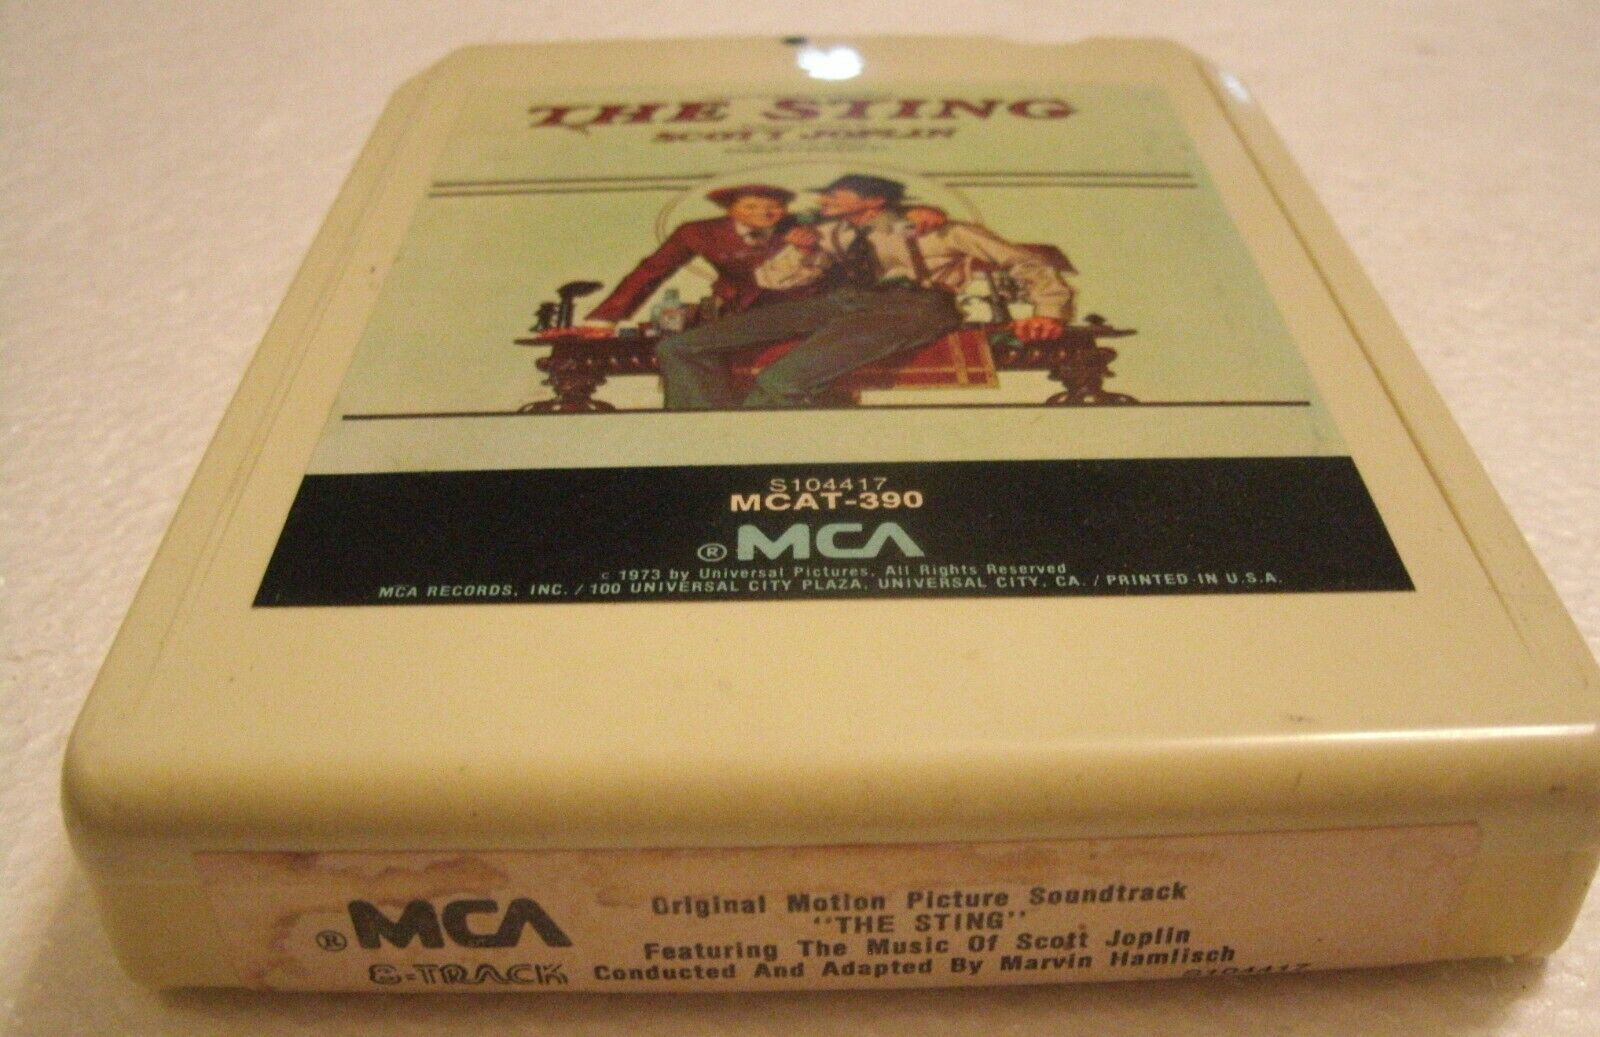 THE STING
SCOTT JOPLIN
S104417
MCAT-390
® MCA
c 1973 by Universal Pictures, All Rights Reserved
MCA RECORDS, INC. / 100 UNIVERSAL CITY PLAZA, UNIVERSAL CITY, CA. / PRINTED IN U.S.A.
® MCA
8-TRACK
Original Motion Picture Soundtrack
"THE STING"
Featuring The Music Of Scott Joplin
Conducted And Adapted By Marvin Hamlisch
S104417